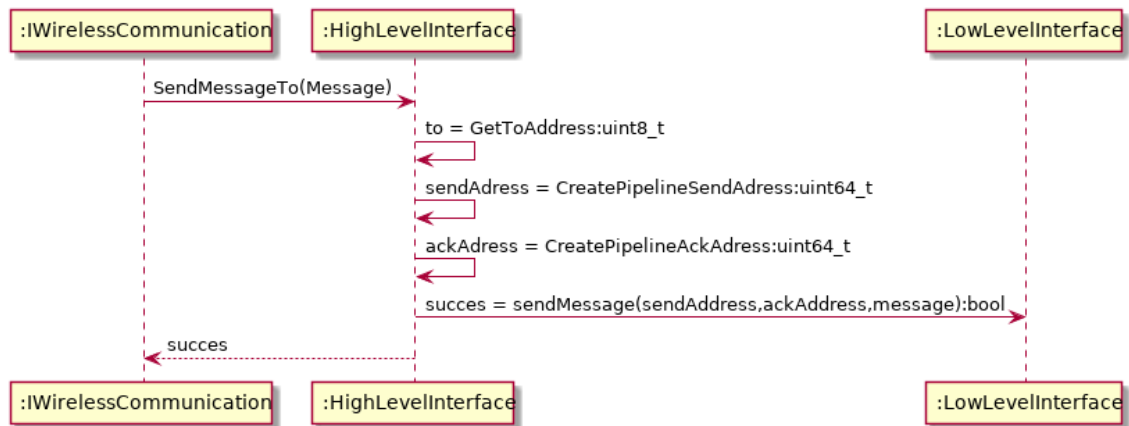 :IWirelessCommunication :HighLevelInterface :LowLevelInterface
SendMessageTo(Message)
to = GetToAddress:uint8_t
sendAdress = CreatePipelineSendAdress:uint64_t
ackAdress = CreatePipelineAckAdress:uint64_t
succes = sendMessage(sendAddress,ackAddress,message):bool
succes
:IWirelessCommunication :HighLevelInterface :LowLevelInterface